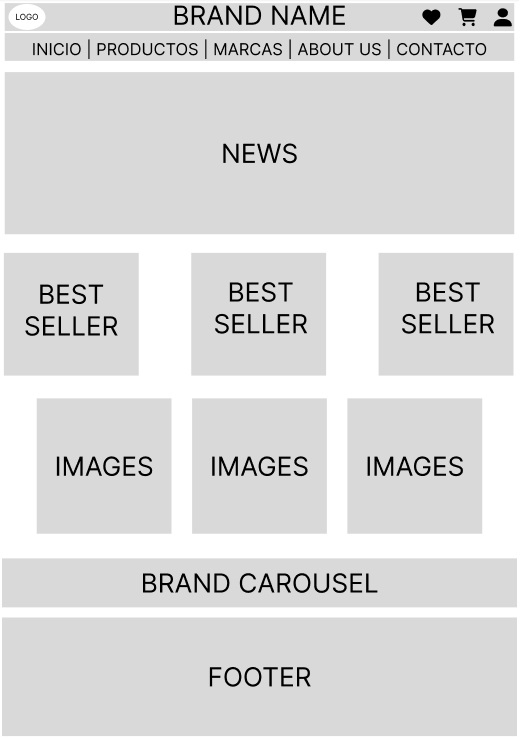 LOGO
BRAND NAME
INICIO | PRODUCTOS | MARCAS | ABOUT US | CONTACTO
NEWS
BEST
SELLER
BEST
SELLER
BEST
SELLER
IMAGES
IMAGES
IMAGES
BRAND CAROUSEL
FOOTER